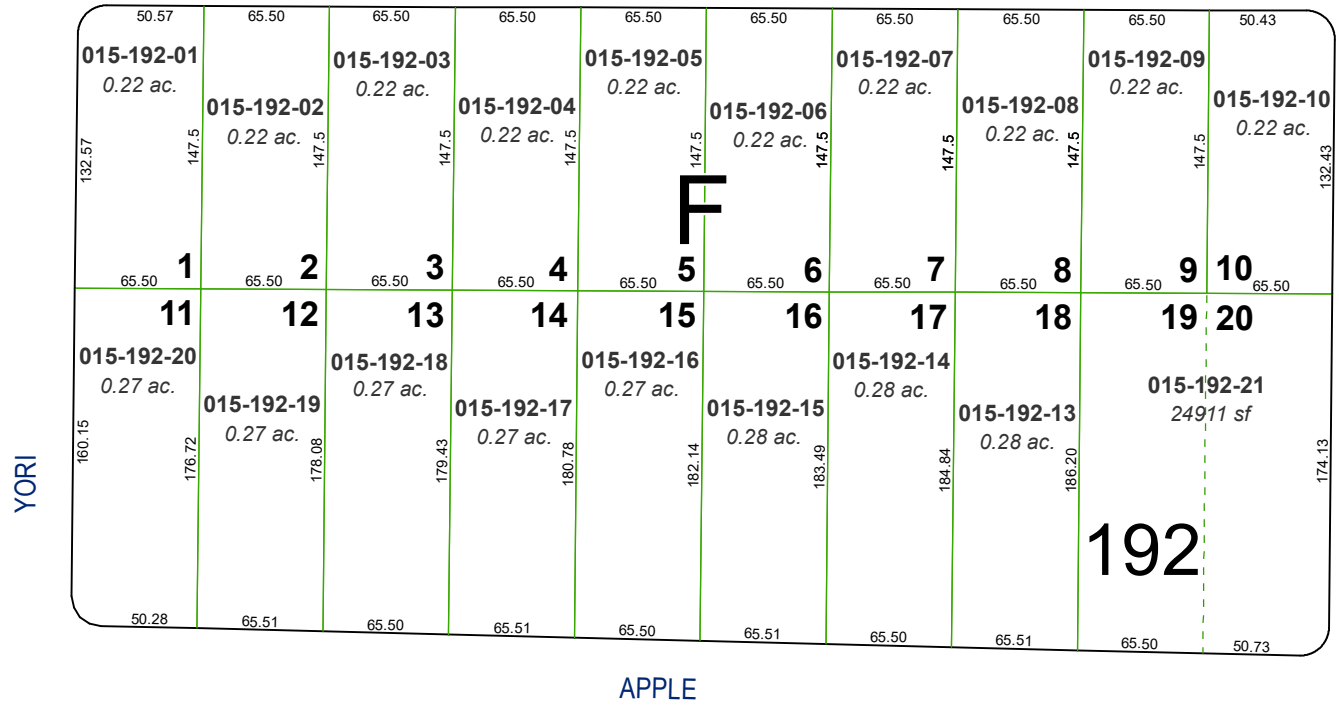 50.57 65.50 65.50 65.50 65.50 65.50 65.50 65.50 65.50 50.43
015-192-01
0.22 ac.
015-192-02
0.22 ac.
015-192-03
0.22 ac.
015-192-04
0.22 ac.
015-192-05
0.22 ac.
015-192-06
0.22 ac.
015-192-07
0.22 ac.
015-192-08
0.22 ac.
015-192-09
0.22 ac.
015-192-10
0.22 ac.
132.57 147.5 147.5 147.5 147.5 147.5 147.5 147.5 147.5 147.5 132.43
F
1 2 3 4 5 6 7 8 9 10
65.50 65.50 65.50 65.50 65.50 65.50 65.50 65.50 65.50 65.50
11 12 13 14 15 16 17 18 19 20
015-192-20
0.27 ac.
015-192-19
0.27 ac.
015-192-18
0.27 ac.
015-192-17
0.27 ac.
015-192-16
0.27 ac.
015-192-15
0.28 ac.
015-192-14
0.28 ac.
015-192-13
0.28 ac.
015-192-21
24911 sf
160.15 176.72 178.08 179.43 180.78 182.14 183.49 184.84 186.20 174.13
YORI
192
50.28 65.51 65.50 65.51 65.50 65.51 65.50 65.51 65.50 50.73
APPLE